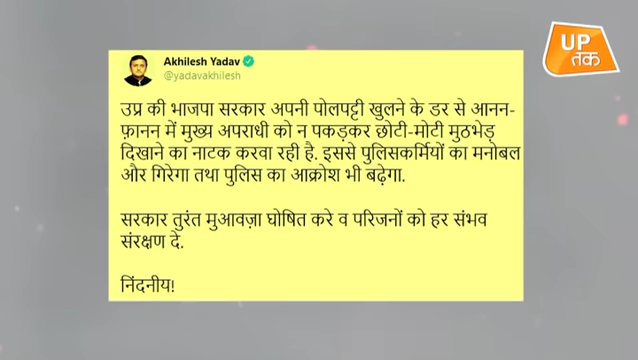 UP
तक
Akhilesh Yadav
@yadavakhilesh
उप्र की भाजपा सरकार अपनी पोलपट्टी खुलने के डर से आनन-
फ़ानन में मुख्य अपराधी को न पकड़कर छोटी-मोटी मुठभेड़
दिखाने का नाटक करवा रही है. इससे पुलिसकर्मियों का मनोबल
और गिरेगा तथा पुलिस का आक्रोश भी बढ़ेगा.
सरकार तुरंत मुआवज़ा घोषित करे व परिजनों को हर संभव
संरक्षण दे.
निंदनीय!